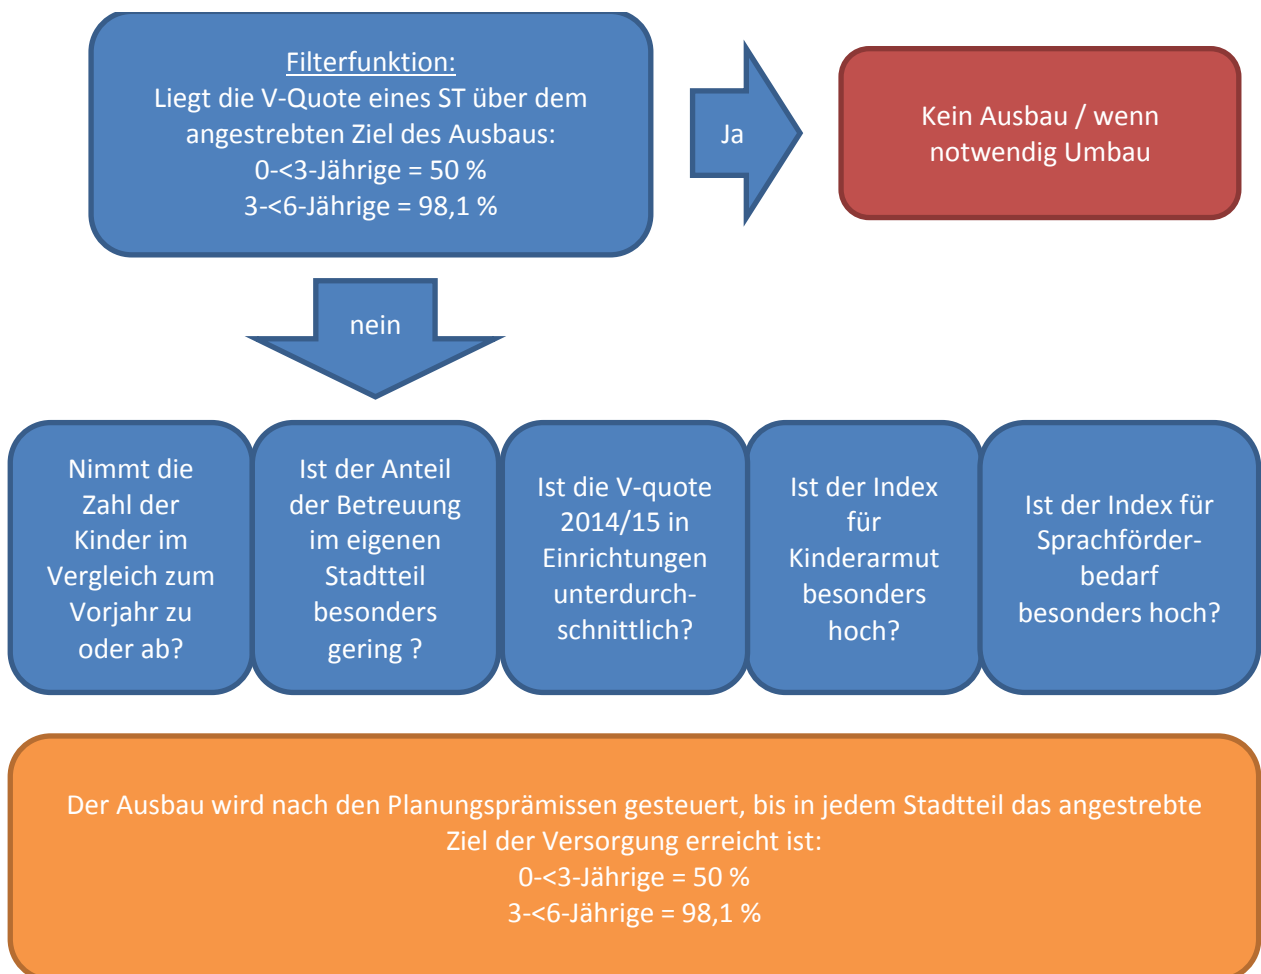 Filterfunktion:
Liegt die V-Quote eines ST über dem
angestrebten Ziel des Ausbaus:
0-<3-Jährige = 50 %
3-<6-Jährige = 98,1 %
Ja
Kein Ausbau / wenn
notwendig Umbau
nein
Nimmt die
Zahl der
Kinder im
Vergleich zum
Vorjahr zu
oder ab?
Ist der Anteil
der Betreuung
im eigenen
Stadtteil
besonders
gering ?
Ist die V-quote
2014/15 in
Einrichtungen
unterdurch-
schnittlich?
Ist der Index
für
Kinderarmut
besonders
hoch?
Ist der Index für
Sprachförder-
bedarf
besonders hoch?
Der Ausbau wird nach den Planungsprämissen gesteuert, bis in jedem Stadtteil das angestrebte
Ziel der Versorgung erreicht ist:
0-<3-Jährige = 50 %
3-<6-Jährige = 98,1 %